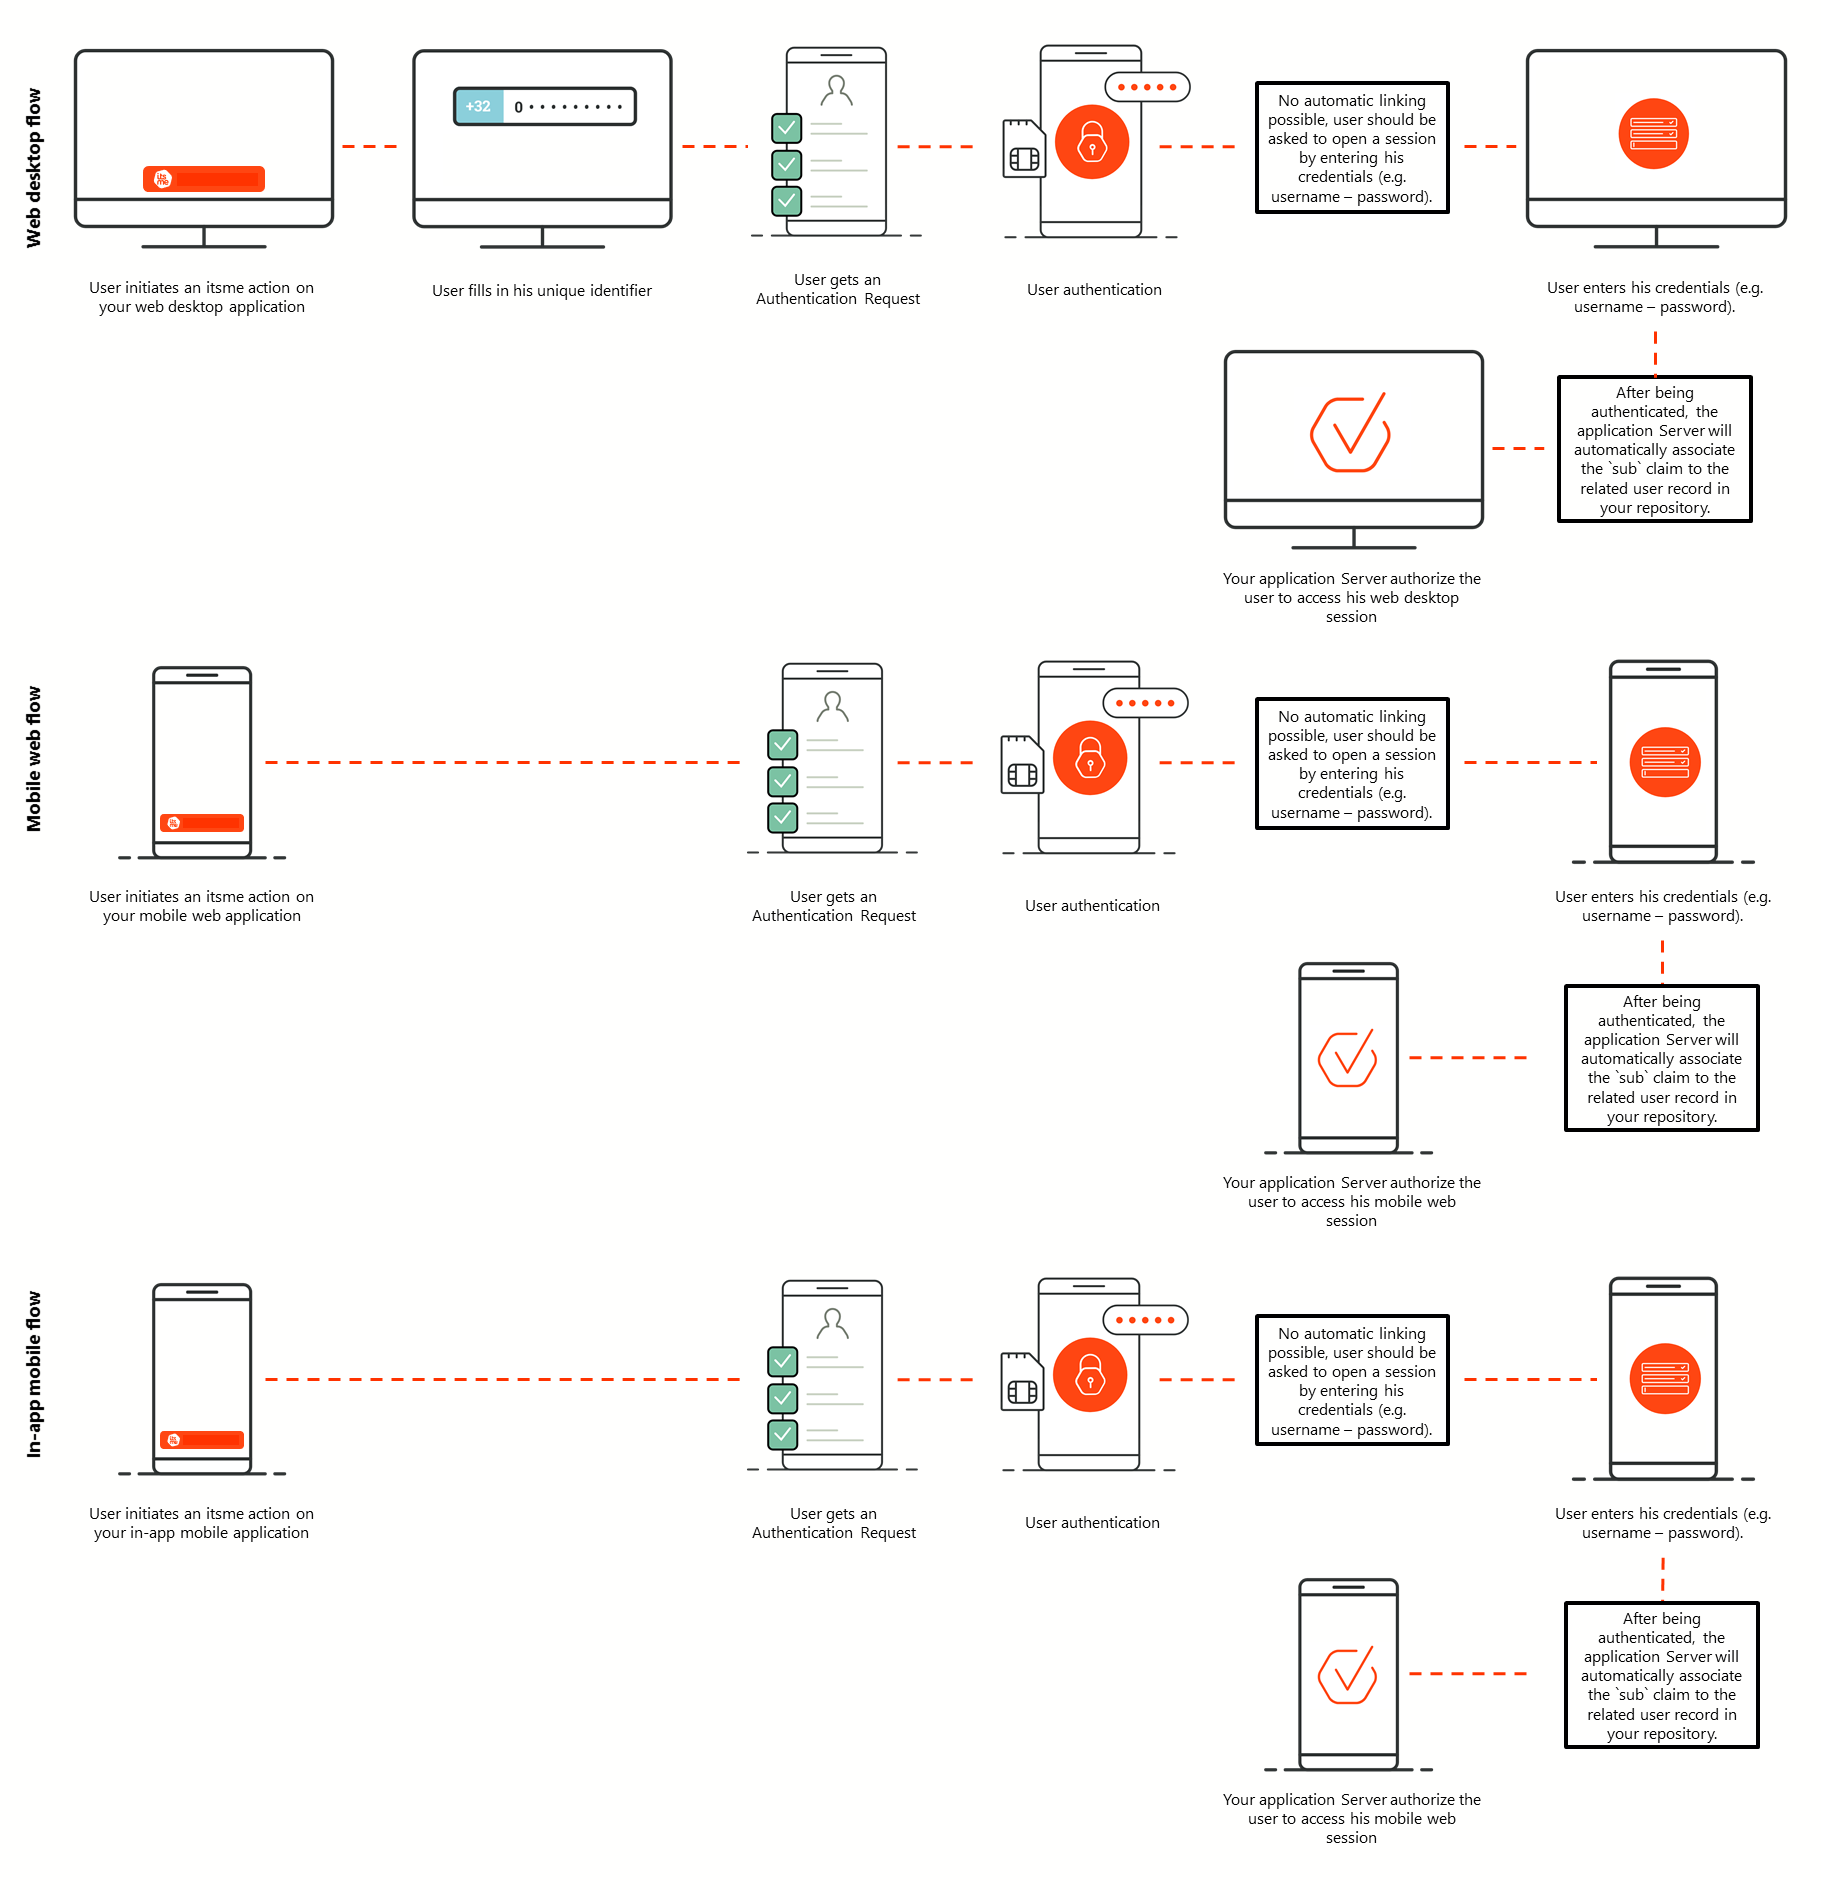 Web desktop flow
its
me
+32 0 • • • • • • • • •
No automatic linking
possible, user should be
asked to open a session
by entering his
credentials (e.g.
username – password).
User initiates an itsme action on
your web desktop application
User fills in his unique identifier
User gets an
Authentication Request
User authentication
User enters his credentials (e.g.
username – password).
After being
authenticated, the
application Server will
automatically associate
the `sub` claim to the
related user record in
your repository.
Your application Server authorize the
user to access his web desktop
session
Mobile web flow
its
me
No automatic linking
possible, user should be
asked to open a session
by entering his
credentials (e.g.
username – password).
User initiates an itsme action on
your mobile web application
User gets an
Authentication Request
User authentication
User enters his credentials (e.g.
username – password).
After being
authenticated, the
application Server will
automatically associate
the `sub` claim to the
related user record in
your repository.
Your application Server authorize the
user to access his mobile web
session
In-app mobile flow
its
me
No automatic linking
possible, user should be
asked to open a session
by entering his
credentials (e.g.
username – password).
User initiates an itsme action on
your in-app mobile application
User gets an
Authentication Request
User authentication
User enters his credentials (e.g.
username – password).
After being
authenticated, the
application Server will
automatically associate
the `sub` claim to the
related user record in
your repository.
Your application Server authorize the
user to access his mobile web
session